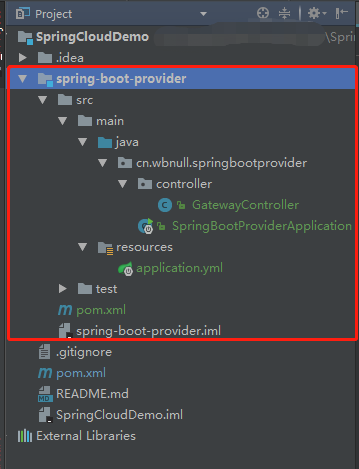 Project
SpringCloudDemo \Sprin
.idea
spring-boot-provider
src
main
java
cn.wbnull.springbootprovider
controller
GatewayController
SpringBootProviderApplication
resources
application.yml
test
pom.xml
spring-boot-provider.iml
.gitignore
pom.xml
README.md
SpringCloudDemo.iml
External Libraries